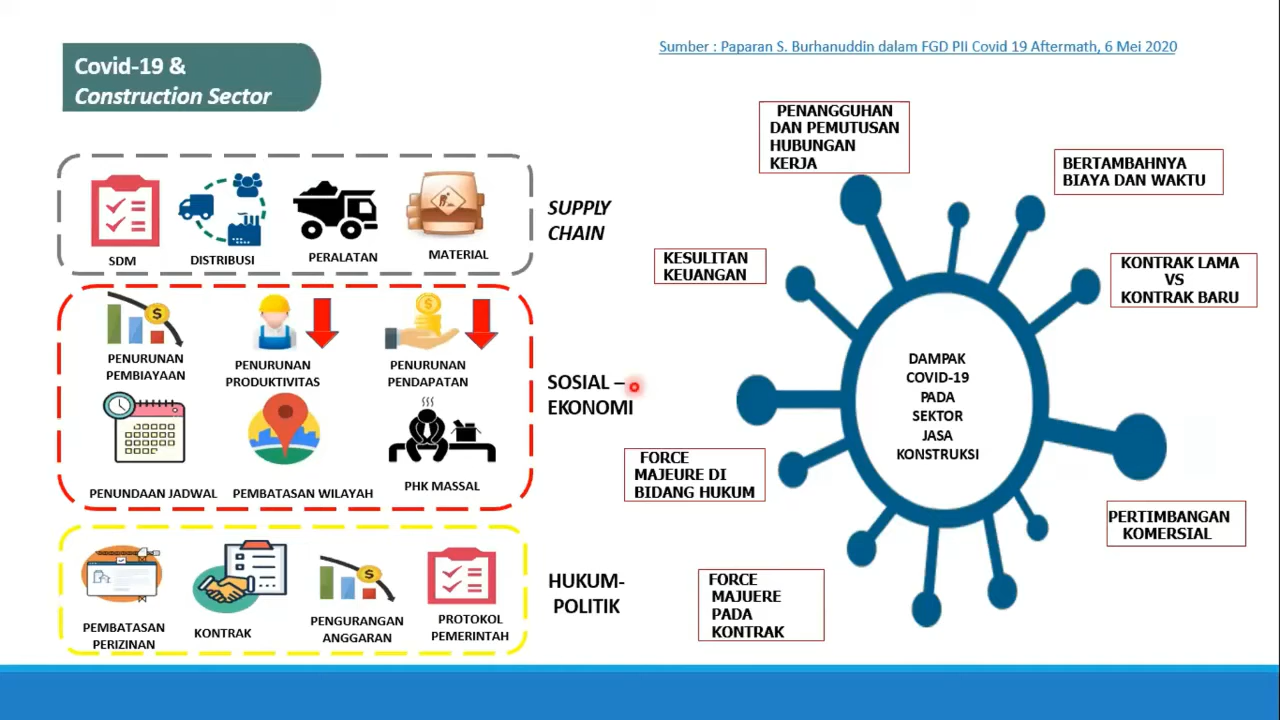 Sumber : Paparan S. Burhanuddin dalam FGD PII Covid 19 Aftermath, 6 Mei 2020
Covid-19 &
Construction Sector
SDM
DISTRIBUSI
PERALATAN
MATERIAL
SUPPLY
CHAIN
PENURUNAN
PEMBIAYAAN
PENURUNAN
PRODUKTIVITAS
PENURUNAN
PENDAPATAN
PENUNDAAN JADWAL
PEMBATASAN WILAYAH
PHK MASSAL
SOSIAL –
EKONOMI
PEMBATASAN
PERIZINAN
KONTRAK
PENGURANGAN
ANGGARAN
PROTOKOL
PEMERINTAH
HUKUM-
POLITIK
PENANGGUHAN
DAN PEMUTUSAN
HUBUNGAN
KERJA
BERTAMBAHNYA
BIAYA DAN WAKTU
KESULITAN
KEUANGAN
KONTRAK LAMA
VS
KONTRAK BARU
DAMPAK
COVID-19
PADA
SEKTOR
JASA
KONSTRUKSI
FORCE
MAJEURE DI
BIDANG HUKUM
PERTIMBANGAN
KOMERSIAL
FORCE
MAJUERE
PADA
KONTRAK